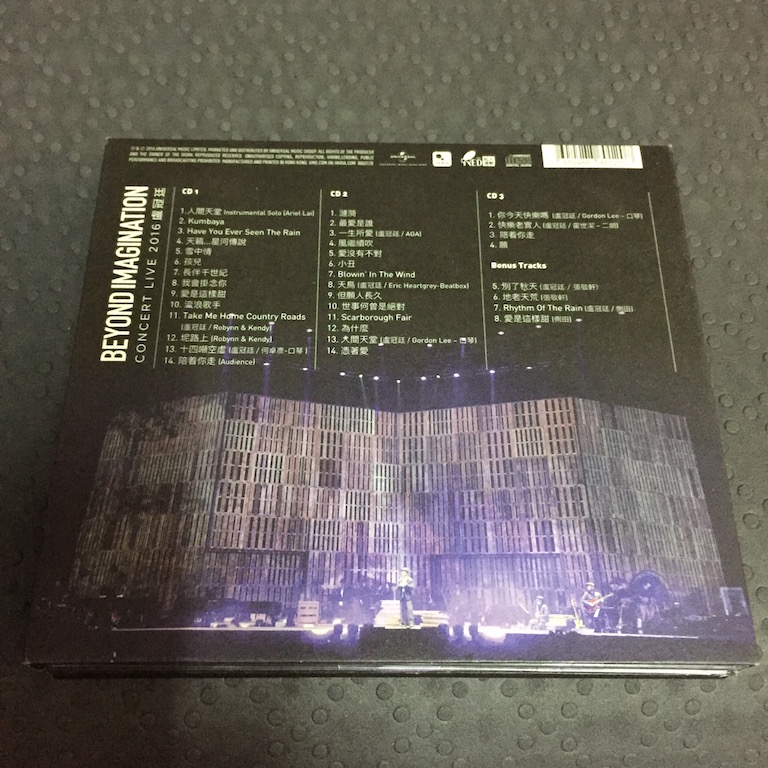 BEYOND IMAGINATION
CONCERT LIVE 2016 盧冠廷
CD 1
1. 人間天堂 Instrumental Solo (Ariel Lai)
2. Kumbaya
3. Have You Ever Seen The Rain
4. 天籟...星河傳說
5. 雪中情
6. 孩兒
7. 長伴千世紀
8. 我會掛念你
9. 愛是這樣甜
10. 流浪歌手
11. Take Me Home Country Roads
(盧冠廷 / Robynn & Kendy)
12. 坭路上 (Robynn & Kendy)
13. 十四噸空虛 (盧冠廷 / 何卓彥-口琴)
14. 陪着你走 (Audience)
CD 2
1. 漣漪
2. 最愛是誰
3. 一生所愛 (盧冠廷 / AGA)
4. 風繼續吹
5. 愛沒有不對
6. 小丑
7. Blowin' In The Wind
8. 天鳥 (盧冠廷 / Eric Heartgrey-Beatbox)
9. 但願人長久
10. 世事何曾是絕對
11. Scarborough Fair
12. 為什麼
13. 人間天堂 (盧冠廷 / Gordon Lee - 口琴)
14. 憑著愛
CD 3
1. 你今天快樂嗎 (盧冠廷 / Gordon Lee - 口琴)
2. 快樂老實人 (盧冠廷 / 霍世潔 - 二胡)
3. 陪着你走
4. 願
Bonus Tracks
5. 別了秋天 (張敬軒)
6. 地老天荒 (張敬軒)
7. Rhythm Of The Rain (盧冠廷 / 側田)
8. 愛是這樣甜 (側田)